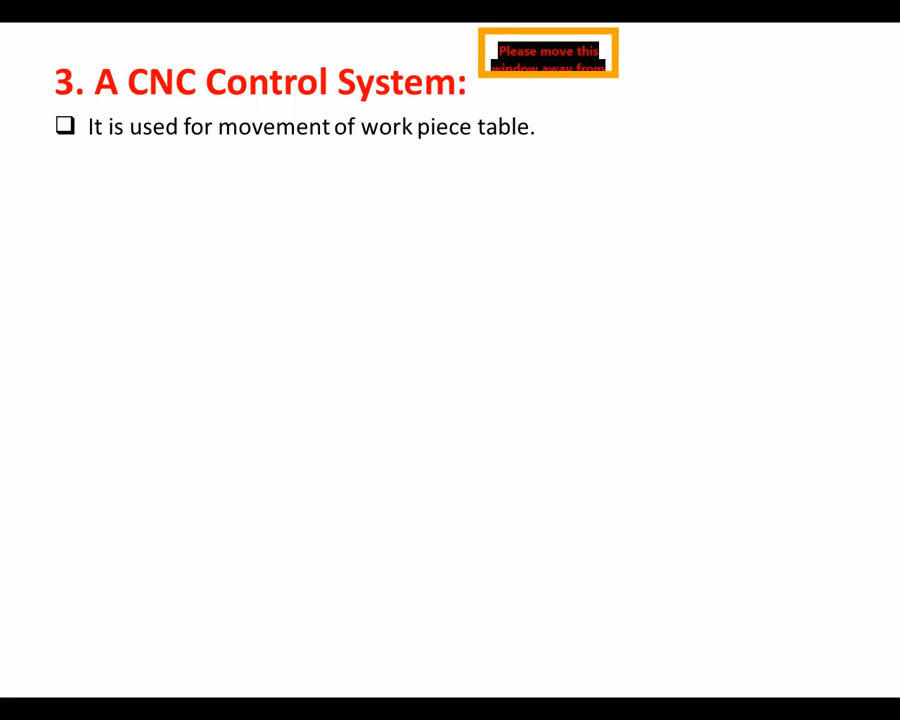 Please move this
window away from
3. A CNC Control System:
It is used for movement of work piece table.